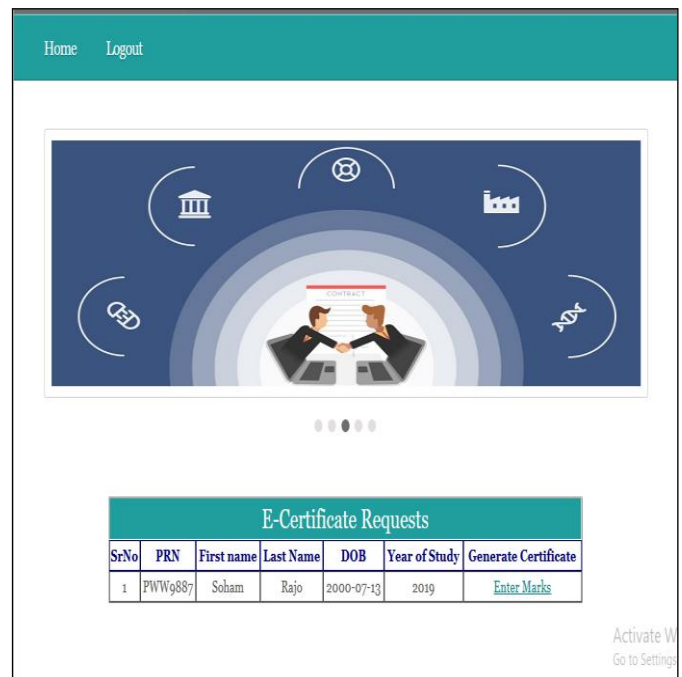 Home Logout
CONTRACT
E-Certificate Requests
SrNo PRN First name Last Name DOB Year of Study Generate Certificate
1 PWW9887 Soham Rajo 2000-07-13 2019 Enter Marks
Activate W
Go to Settings